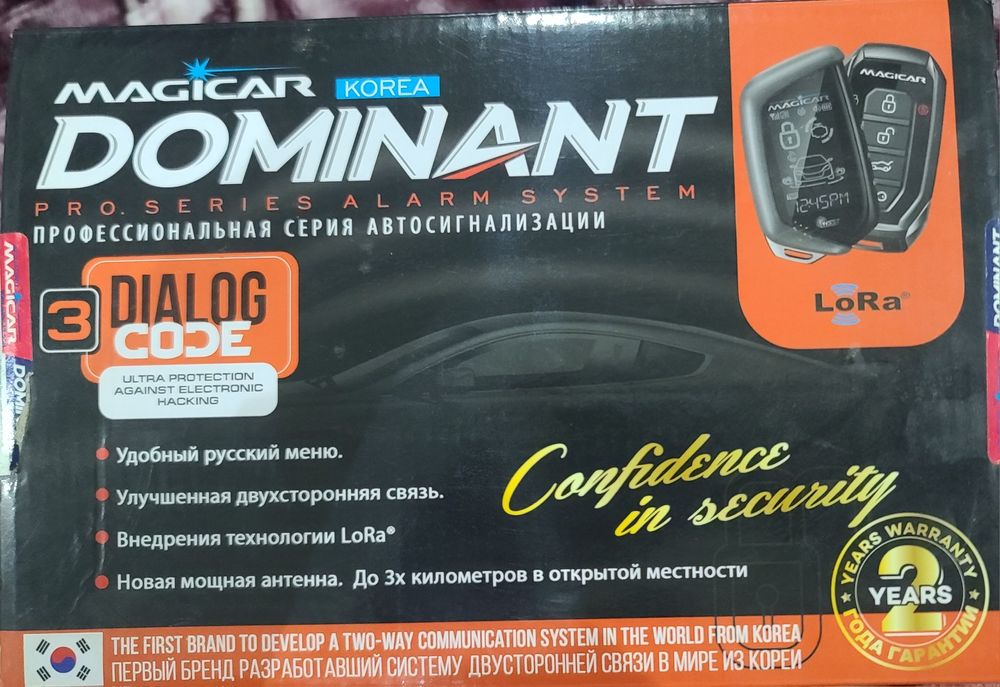 MAGICAR KOREA
DOMINANT
PRO. SERIES ALARM SYSTEM
ПРОФЕССИОНАЛЬНАЯ СЕРИЯ АВТОСИГНАЛИЗАЦИИ
MAGICAR
MAGICAR
12:45PM
LoRa®
MAGICAR
DOMINANT
3 DIALOG
CODE
ULTRA PROTECTION
AGAINST ELECTRONIC
HACKING
• Удобный русский меню.
• Улучшенная двухсторонняя связь.
• Внедрения технологии LoRa®
• Новая мощная антенна. До 3х километров в открытой местности
Confidence
in security
YEARS WARRANTY
2
YEARS
ГОДА ГАРАНТИИ
THE FIRST BRAND TO DEVELOP A TWO-WAY COMMUNICATION SYSTEM IN THE WORLD FROM KOREA
ПЕРВЫЙ БРЕНД РАЗРАБОТАВШИЙ СИСТЕМУ ДВУСТОРОННЕЙ СВЯЗИ В МИРЕ ИЗ КОРЕИ